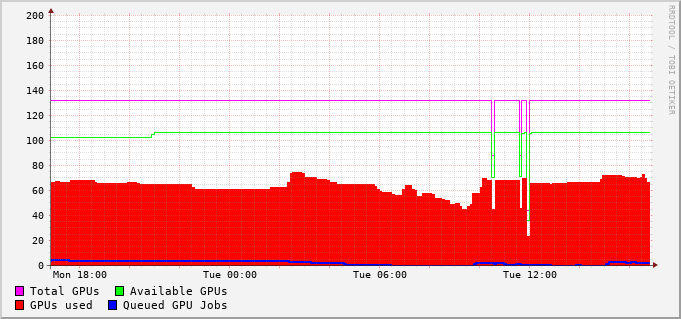 200
180
160
140
120
100
80
60
40
20
0
Mon 18:00 Tue 00:00 Tue 06:00 Tue 12:00
Total GPUs Available GPUs
GPUs used Queued GPU Jobs
RRDTOOL / TOBI OETIKER